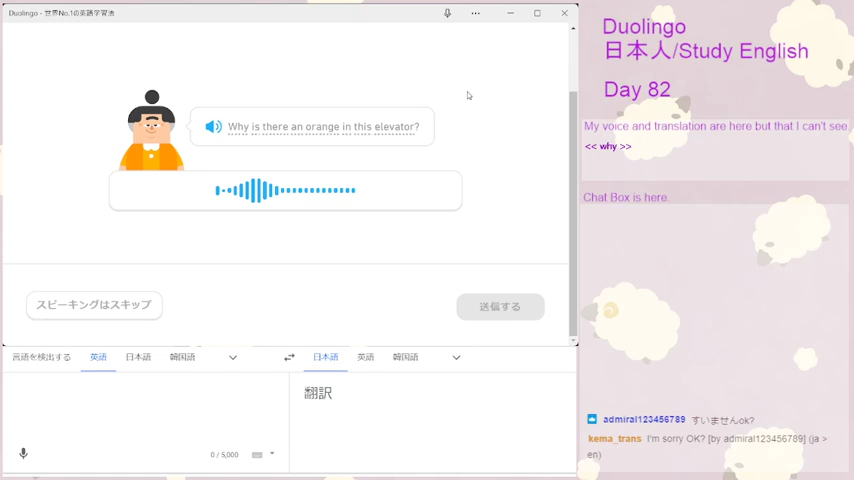 Duolingo - 世界No.1の英語学習法
Why is there an orange in this elevator?
スピーキングはスキップ
送信する
言語を検出する 英語 日本語 韓国語 日本語 英語 韓国語
翻訳
0 / 5,000
Duolingo
日本人/Study English
Day 82
My voice and translation are here but that I can't see
<< why >>
Chat Box is here.
admiral123456789 すいませんok?
kema_trans I'm sorry OK? [by admiral123456789] (ja >
en)